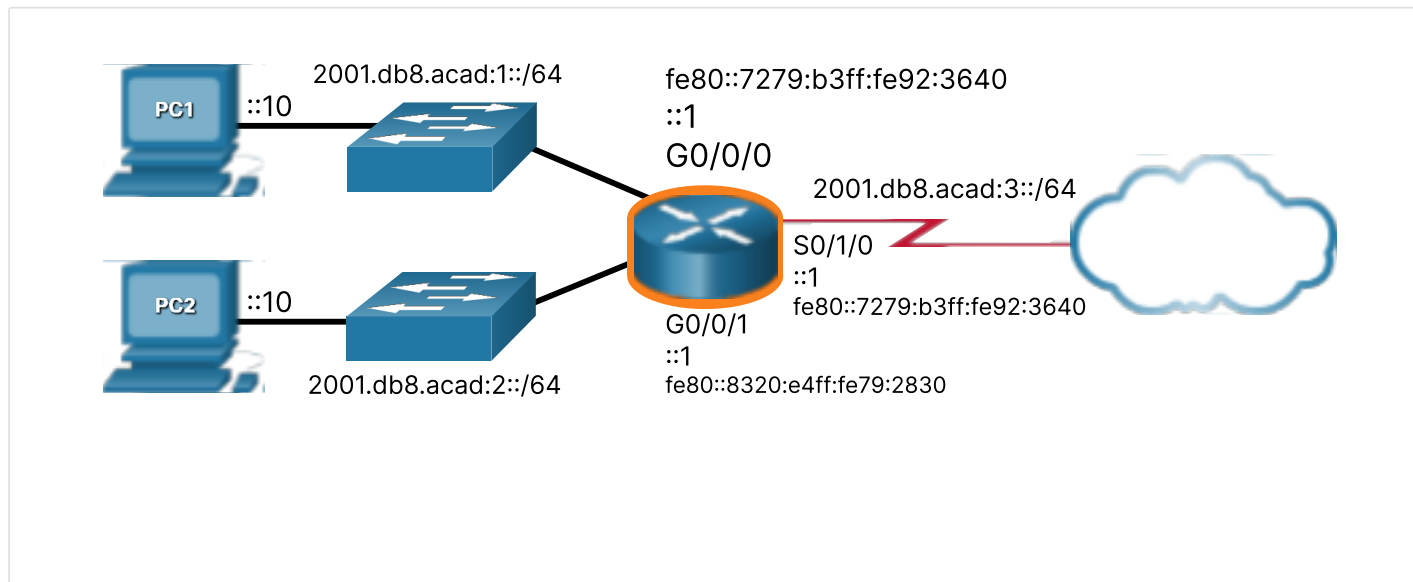 2001.db8.acad:1::/64
fe80::7279:b3ff:fe92:3640
::1
G0/0/0
PC1
::10
2001.db8.acad:3::/64
S0/1/0
::1
fe80::7279:b3ff:fe92:3640
PC2
::10
G0/0/1
::1
fe80::8320:e4ff:fe79:2830
2001.db8.acad:2::/64